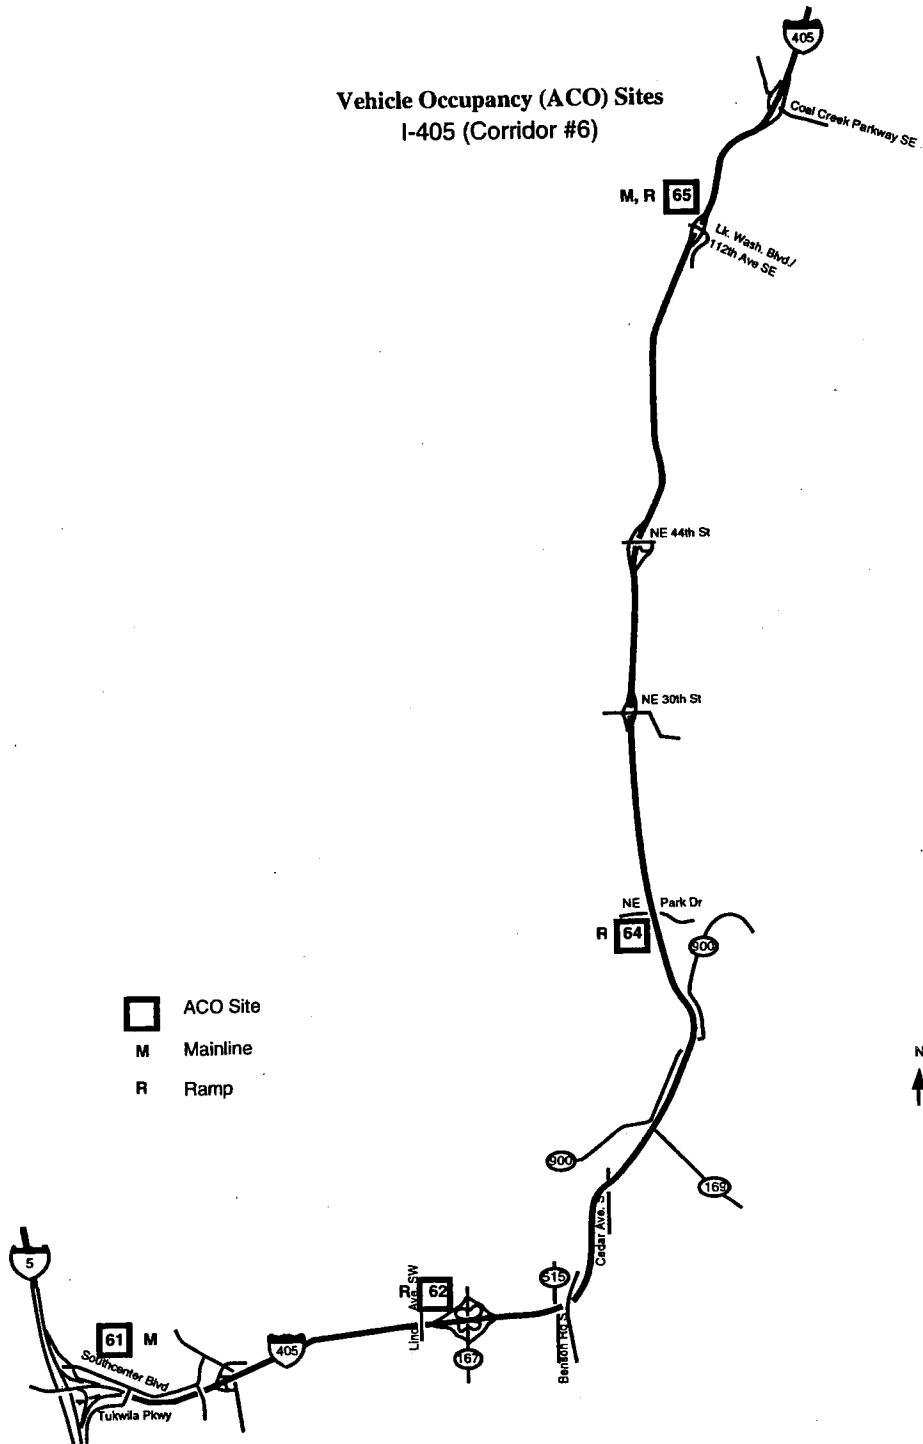 405
Vehicle Occupancy (ACO) Sites
I-405 (Corridor #6)
Coal Creek Parkway SE
M, R 65
Lk. Wash. Blvd./
112th Ave SE
NE 44th St
NE 30th St
NE Park Dr
R 64
900
ACO Site
M Mainline
R Ramp
N
900
169
Cedar Ave. S
5
515
R 62
Lind Ave. SW
61 M
405
167
Benson Rd S
Southcenter Blvd
Tukwila Pkwy